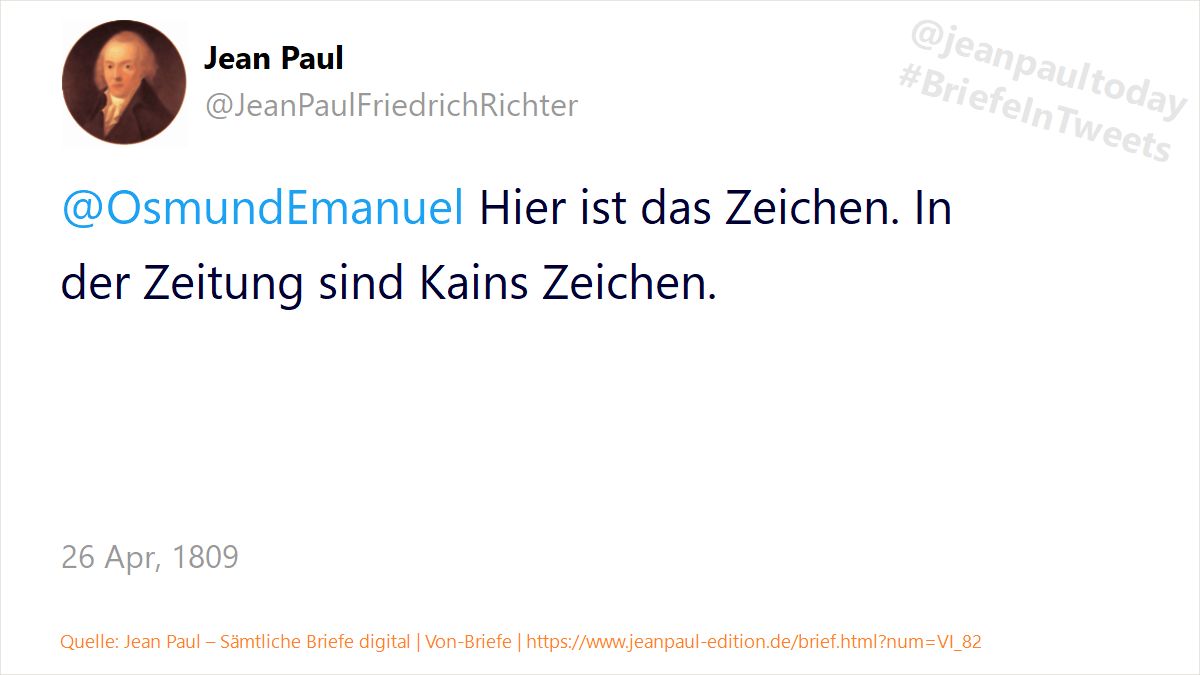 Jean Paul
@JeanPaulFriedrichRichter
@jeanpaultoday
#BriefeInTweets
@OsmundEmanuel Hier ist das Zeichen. In
der Zeitung sind Kains Zeichen.
26 Apr, 1809
Quelle: Jean Paul – Sämtliche Briefe digital | Von-Briefe | https://www.jeanpaul-edition.de/brief.html?num=VI_82